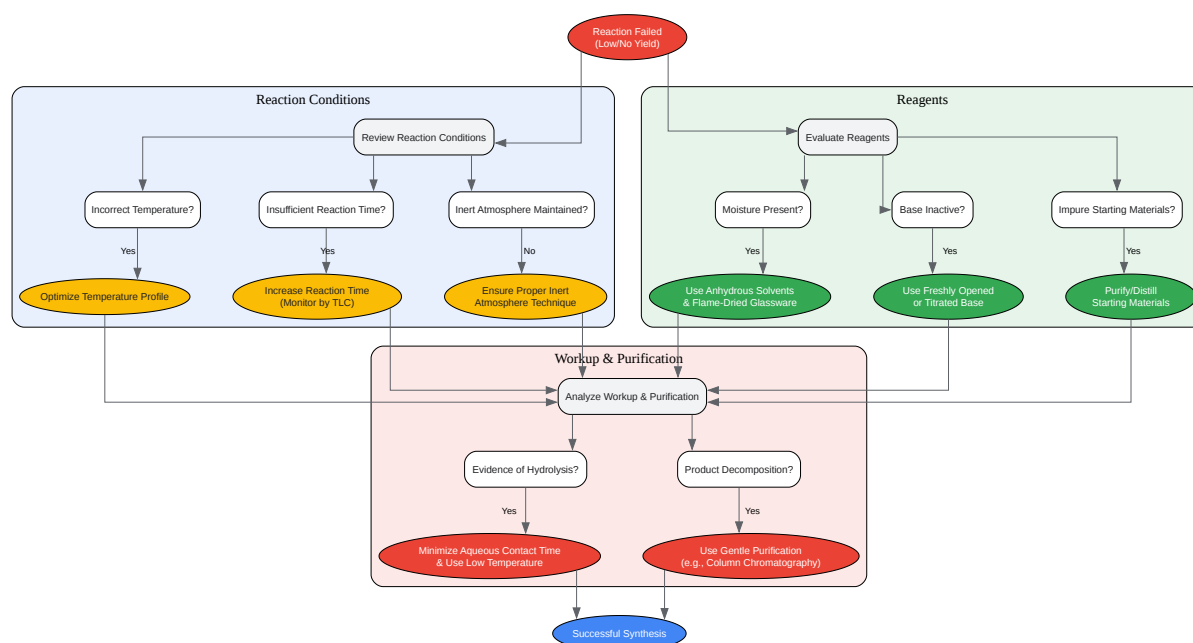 Reaction Failed
(Low/No Yield)
Reaction Conditions
Review Reaction Conditions
Incorrect Temperature?
Insufficient Reaction Time?
Inert Atmosphere Maintained?
Yes
Yes
No
Optimize Temperature Profile
Increase Reaction Time
(Monitor by TLC)
Ensure Proper Inert
Atmosphere Technique
Reagents
Evaluate Reagents
Moisture Present?
Base Inactive?
Impure Starting Materials?
Yes
Yes
Yes
Use Anhydrous Solvents
& Flame-Dried Glassware
Use Freshly Opened
or Titrated Base
Purify/Distill
Starting Materials
Workup & Purification
Analyze Workup & Purification
Evidence of Hydrolysis?
Product Decomposition?
Yes
Yes
Minimize Aqueous Contact Time
& Use Low Temperature
Use Gentle Purification
(e.g., Column Chromatography)
Successful Synthesis